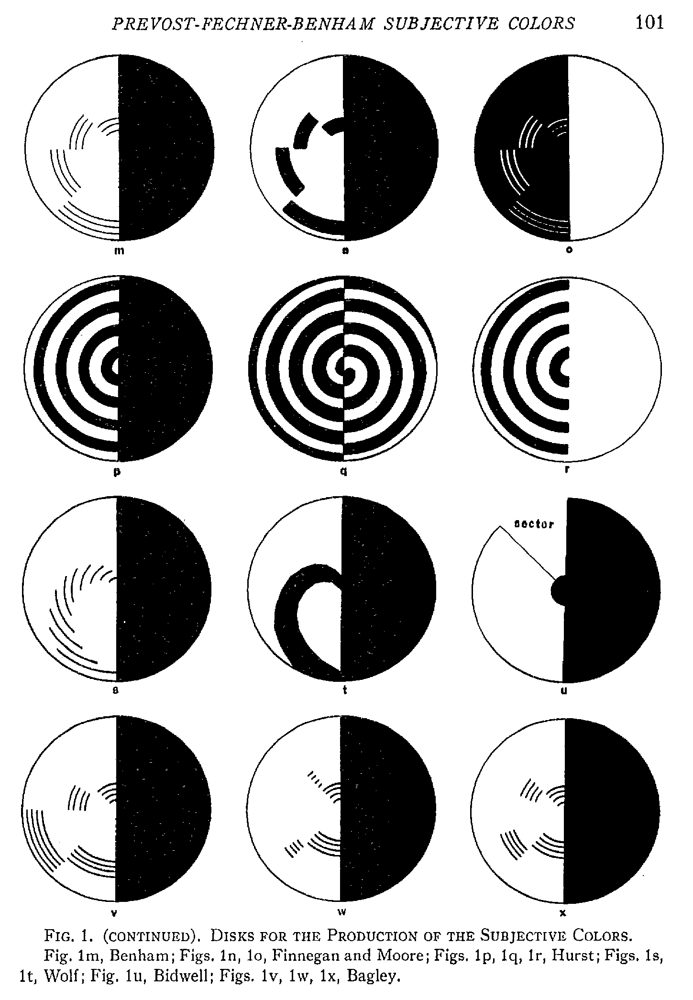 PREVOST-FECHNER-BENHAM SUBJECTIVE COLORS 101
m n o
p q r
sector
s t u
v w x
FIG. 1. (CONTINUED). DISKS FOR THE PRODUCTION OF THE SUBJECTIVE COLORS.
Fig. 1m, Benham; Figs. 1n, 1o, Finnegan and Moore; Figs. 1p, 1q, 1r, Hurst; Figs. 1s,
1t, Wolf; Fig. 1u, Bidwell; Figs. 1v, 1w, 1x, Bagley.